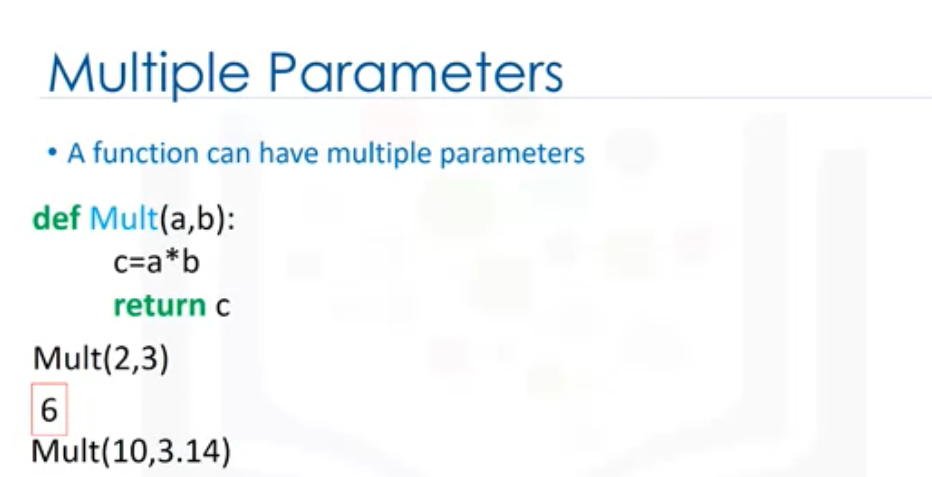 Multiple Parameters
• A function can have multiple parameters
def Mult(a,b):
c=a*b
return c
Mult(2,3)
6
Mult(10,3.14)